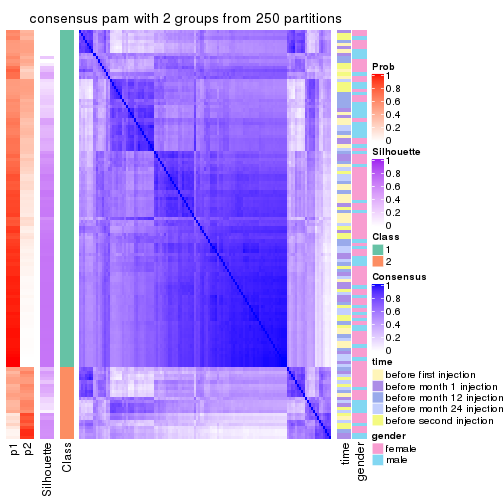 consensus pam with 2 groups from 250 partitions
Prob
1
0.8
0.6
0.4
0.2
0
Silhouette
1
0.8
0.6
0.4
0.2
0
Class
1
2
Consensus
1
0.8
0.6
0.4
0.2
0
time
before first injection
before month 1 injection
before month 12 injection
before month 24 injection
before second injection
gender
female
male
p1
p2
Silhouette
Class
time
gender